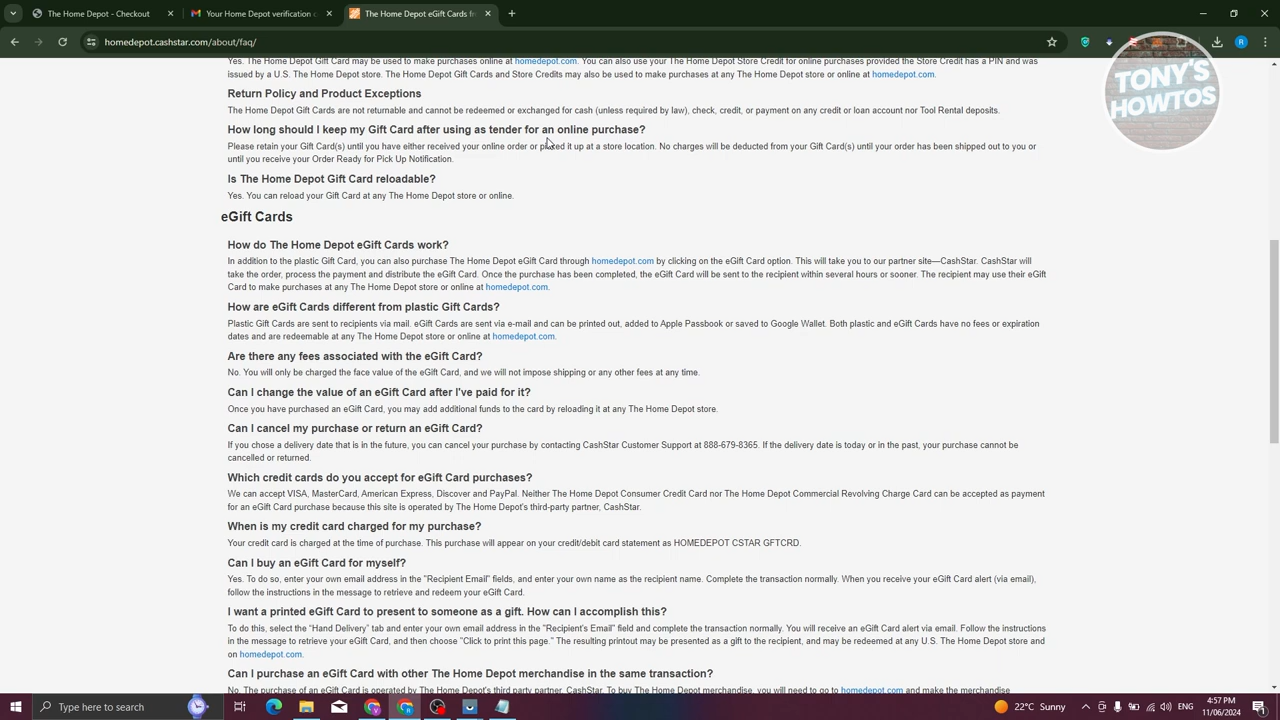 The Home Depot - Checkout
Your Depot verification c
The Home Depot eGift Cards fr
homedepot.cashstar.com/about/faq/
R
TONY'S
HOWTOS
Yes. The Home Depot Gift Card may be used to make purchases online at homedepot.com. You can also use your The Home Depot Store Credit for online purchases provided the Store Credit has a PIN and was
issued by a U.S. The Home Depot store. The Home Depot Gift Cards and Store Credits may also be used to make purchases at any The Home Depot store or online at homedepot.com.
Return Policy and Product Exceptions
The Home Depot Gift Cards are not returnable and cannot be redeemed or exchanged for cash (unless required by law), check, credit, or payment on any credit or loan account nor Tool Rental deposits.
How long should I keep my Gift Card after using as tender for an online purchase?
Please retain your Gift Card(s) until you have either received your online order or picked it up at a store location. No charges will be deducted from your Gift Card(s) until your order has been shipped out to you or
until you receive your Order Ready for Pick Up Notification.
Is The Home Depot Gift Card reloadable?
Yes. You can reload your Gift Card at any The Home Depot store or online.
eGift Cards
How do The Home Depot eGift Cards work?
In addition to the plastic Gift Card, you can also purchase The Home Depot eGift Card through homedepot.com by clicking on the eGift Card option. This will take you to our partner site—CashStar. CashStar will
take the order, process the payment and distribute the eGift Card. Once the purchase has been completed, the eGift Card will be sent to the recipient within several hours or sooner. The recipient may use their eGift
Card to make purchases at any The Home Depot store or online at homedepot.com.
How are eGift Cards different from plastic Gift Cards?
Plastic Gift Cards are sent to recipients via mail. eGift Cards are sent via e-mail and can be printed out, added to Apple Passbook or saved to Google Wallet. Both plastic and eGift Cards have no fees or expiration
dates and are redeemable at any The Home Depot store or online at homedepot.com.
Are there any fees associated with the eGift Card?
No. You will only be charged the face value of the eGift Card, and we will not impose shipping or any other fees at any time.
Can I change the value of an eGift Card after I've paid for it?
Once you have purchased an eGift Card, you may add additional funds to the card by reloading it at any The Home Depot store.
Can I cancel my purchase or return an eGift Card?
If you chose a delivery date that is in the future, you can cancel your purchase by contacting CashStar Customer Support at 888-679-8365. If the delivery date is today or in the past, your purchase cannot be
cancelled or returned.
Which credit cards do you accept for eGift Card purchases?
We can accept VISA, MasterCard, American Express, Discover and PayPal. Neither The Home Depot Consumer Credit Card nor The Home Depot Commercial Revolving Charge Card can be accepted as payment
for an eGift Card purchase because this site is operated by The Home Depot's third-party partner, CashStar.
When is my credit card charged for my purchase?
Your credit card is charged at the time of purchase. This purchase will appear on your credit/debit card statement as HOMEDEPOT CSTAR GFTCRD.
Can I buy an eGift Card for myself?
Yes. To do so, enter your own email address in the "Recipient Email" fields, and enter your own name as the recipient name. Complete the transaction normally. When you receive your eGift Card alert (via email),
follow the instructions in the message to retrieve and redeem your eGift Card.
I want a printed eGift Card to present to someone as a gift. How can I accomplish this?
To do this, select the “Hand Delivery” tab and enter your own email address in the "Recipient's Email" field and complete the transaction normally. You will receive an eGift Card alert via email. Follow the instructions
in the message to retrieve your eGift Card, and then choose "Click to print this page." The resulting printout may be presented as a gift to the recipient, and may be redeemed at any U.S. The Home Depot store and
on homedepot.com.
Can I purchase an eGift Card with other The Home Depot merchandise in the same transaction?
No. The purchase of an eGift Card is operated by The Home Depot's third party partner, CashStar. To buy The Home Depot merchandise, you will need to go to homedepot.com and make the merchandise
Type here to search
22°C Sunny
4:57 PM
11/06/2024